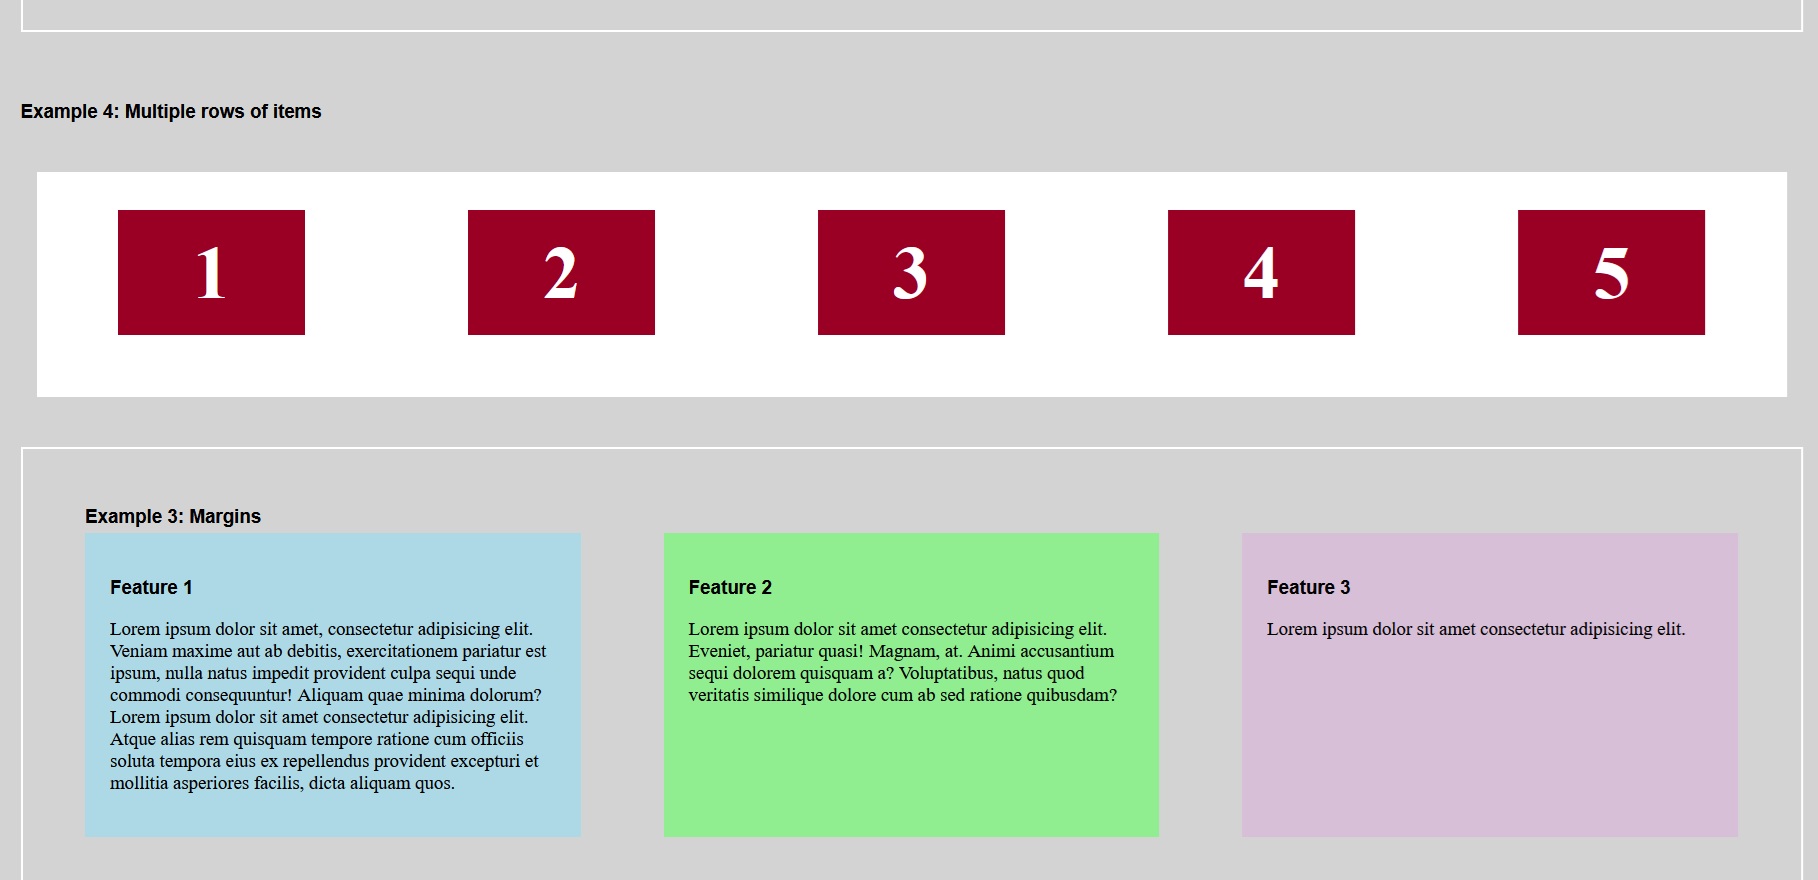 Example 4: Multiple rows of items
1 2 3 4 5
Example 3: Margins
Feature 1
Lorem ipsum dolor sit amet, consectetur adipisicing elit.
Veniam maxime aut ab debitis, exercitationem pariatur est
ipsum, nulla natus impedit provident culpa sequi unde
commodi consequuntur! Aliquam quae minima dolorum?
Lorem ipsum dolor sit amet consectetur adipisicing elit.
Atque alias rem quisquam tempore ratione cum officiis
soluta tempora eius ex repellendus provident excepturi et
mollitia asperiores facilis, dicta aliquam quos.
Feature 2
Lorem ipsum dolor sit amet consectetur adipisicing elit.
Eveniet, pariatur quasi! Magnam, at. Animi accusantium
sequi dolorem quisquam a? Voluptatibus, natus quod
veritatis similique dolore cum ab sed ratione quibusdam?
Feature 3
Lorem ipsum dolor sit amet consectetur adipisicing elit.